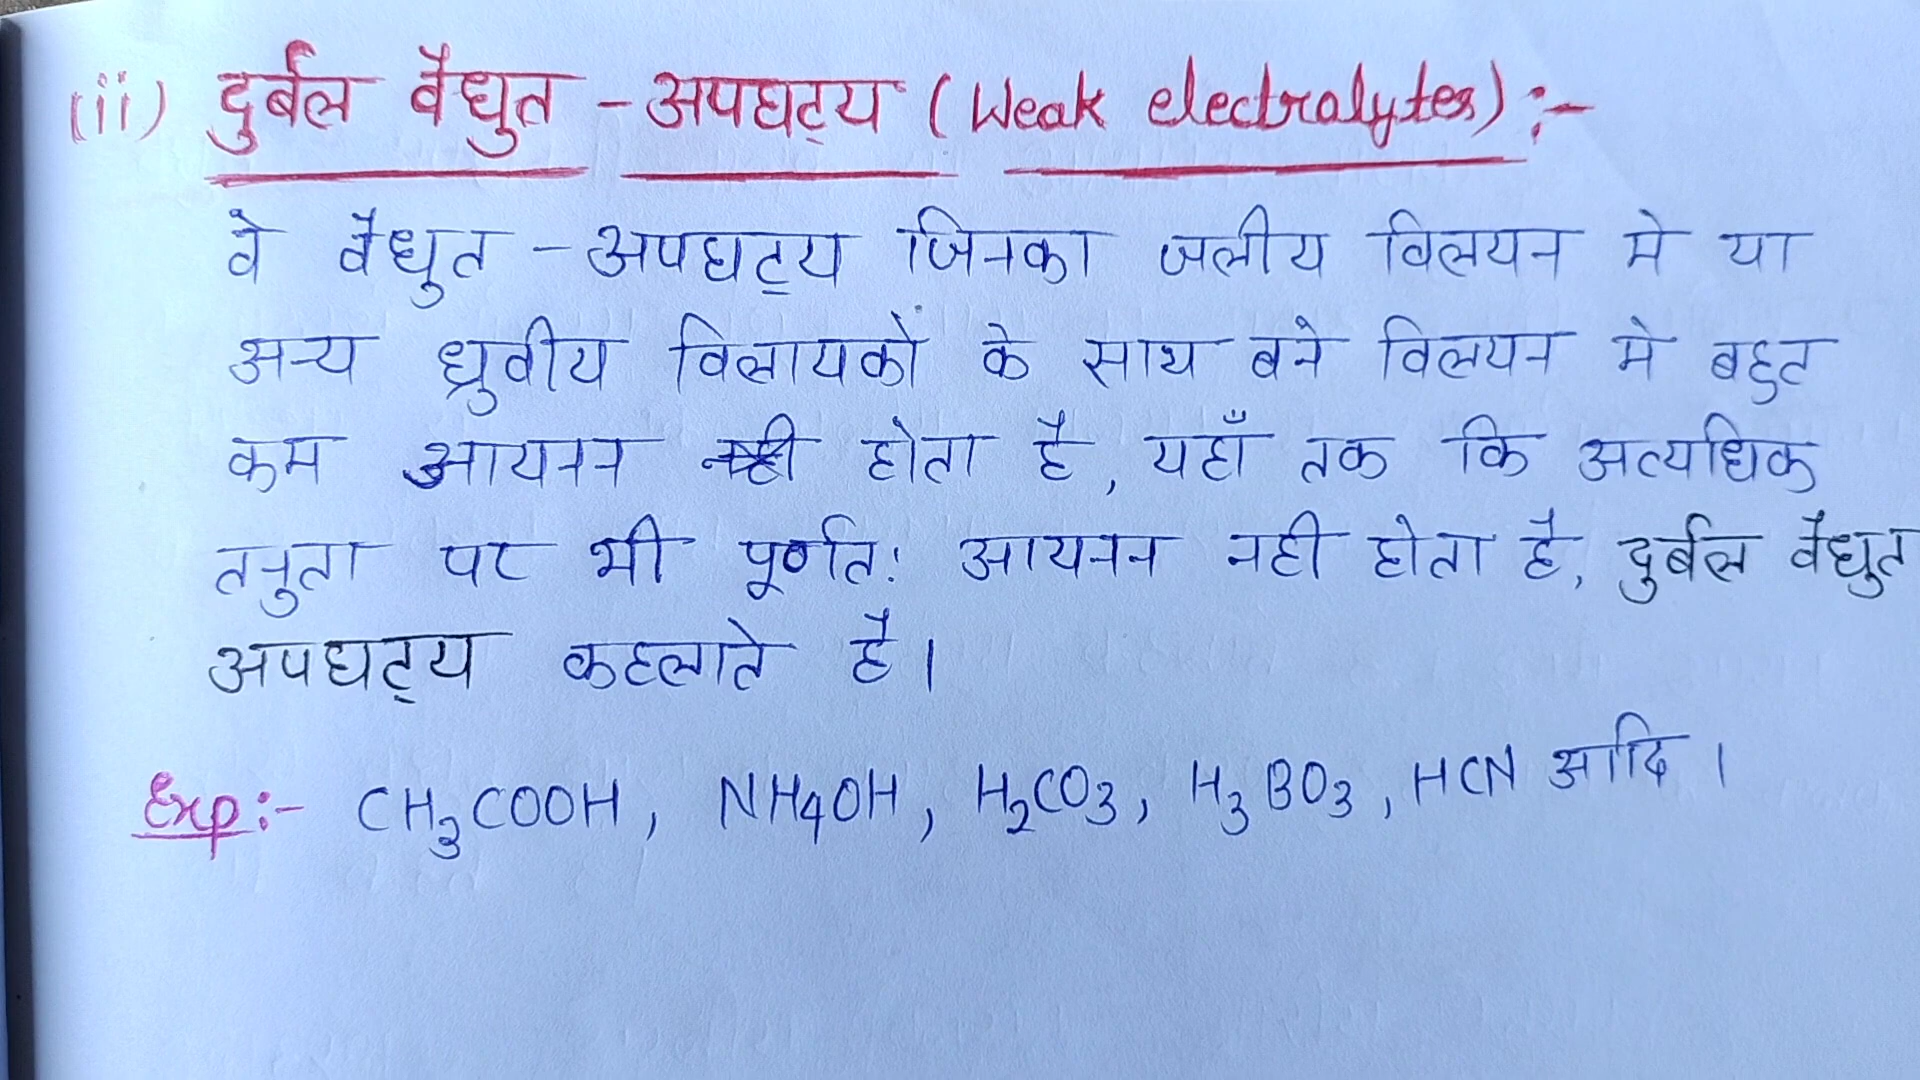 (ii) दुर्बल वैधुत - अपघट्य (Weak electrolytes) :-
वे वैधुत - अपघट्य जिनका जलीय विलयन मे या
अन्य ध्रुवीय विलायकों के साथ बने विलयन मे बहुत
कम आयनन नही होता है, यहाँ तक कि अत्यधिक
तनुता पर भी पूर्णत: आयनन नही होता है, दुर्बल वैधुत
अपघट्य कहलाते है।
Exp:- CH₃COOH, NH4OH, H₂CO₃, H₃BO₃, HCN आदि ।